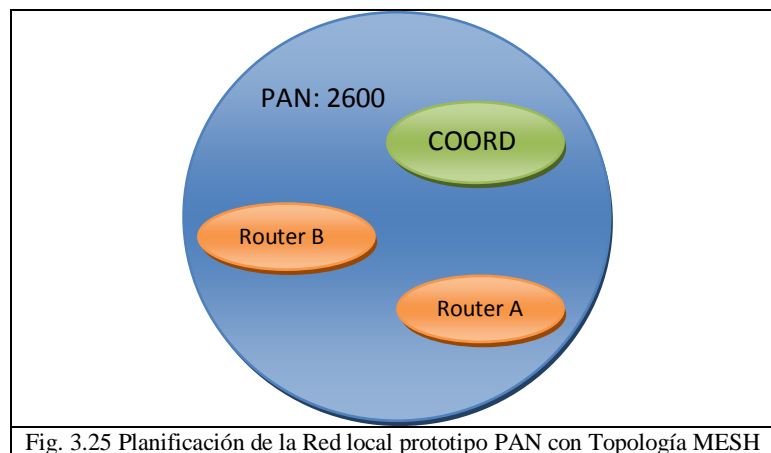 PAN: 2600
COORD
Router B
Router A
Fig. 3.25 Planificación de la Red local prototipo PAN con Topología MESH